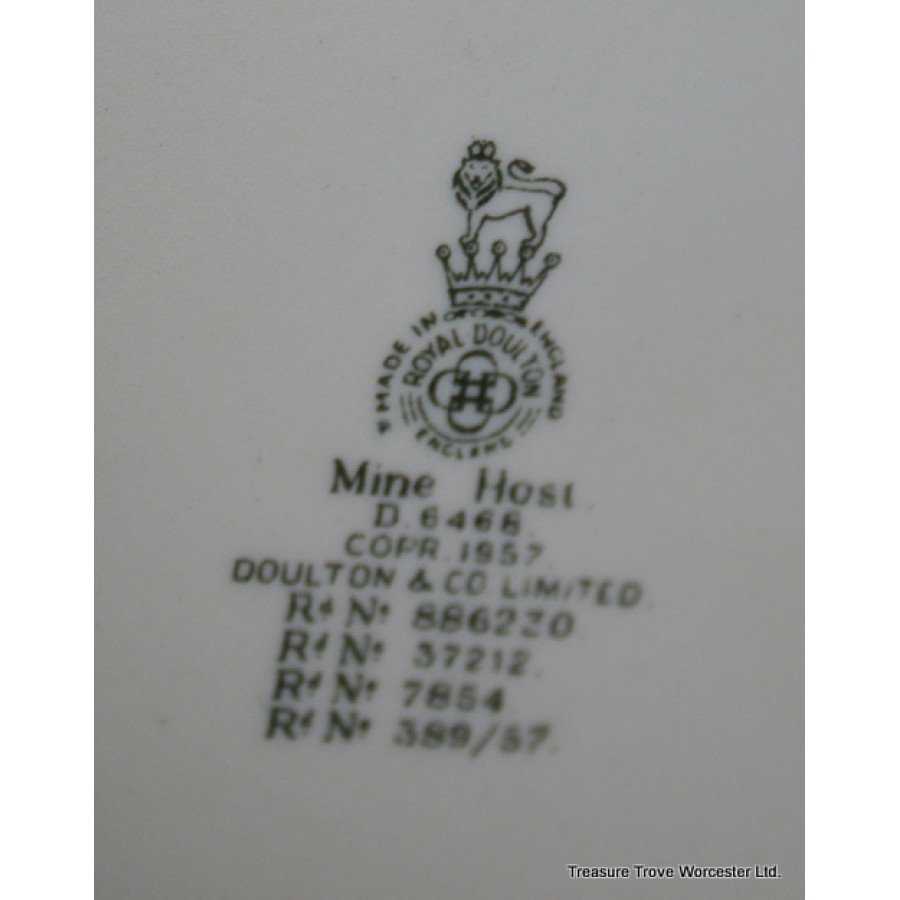 MADE IN ENGLAND
ROYAL DOULTON
ENGLAND
Mine Host.
D. 6468.
COPR. 1957.
DOULTON & CO LIMITED.
Rd No 886230.
Rd No 37212.
Rd No 7854
Rd No 389/57.
Treasure Trove Worcester Ltd.